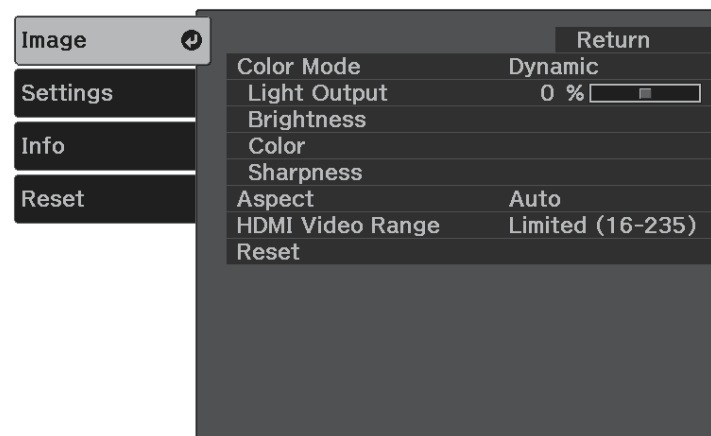 Image
Settings
Info
Reset
Return
Color Mode Dynamic
Light Output 0 %
Brightness
Color
Sharpness
Aspect Auto
HDMI Video Range Limited (16-235)
Reset